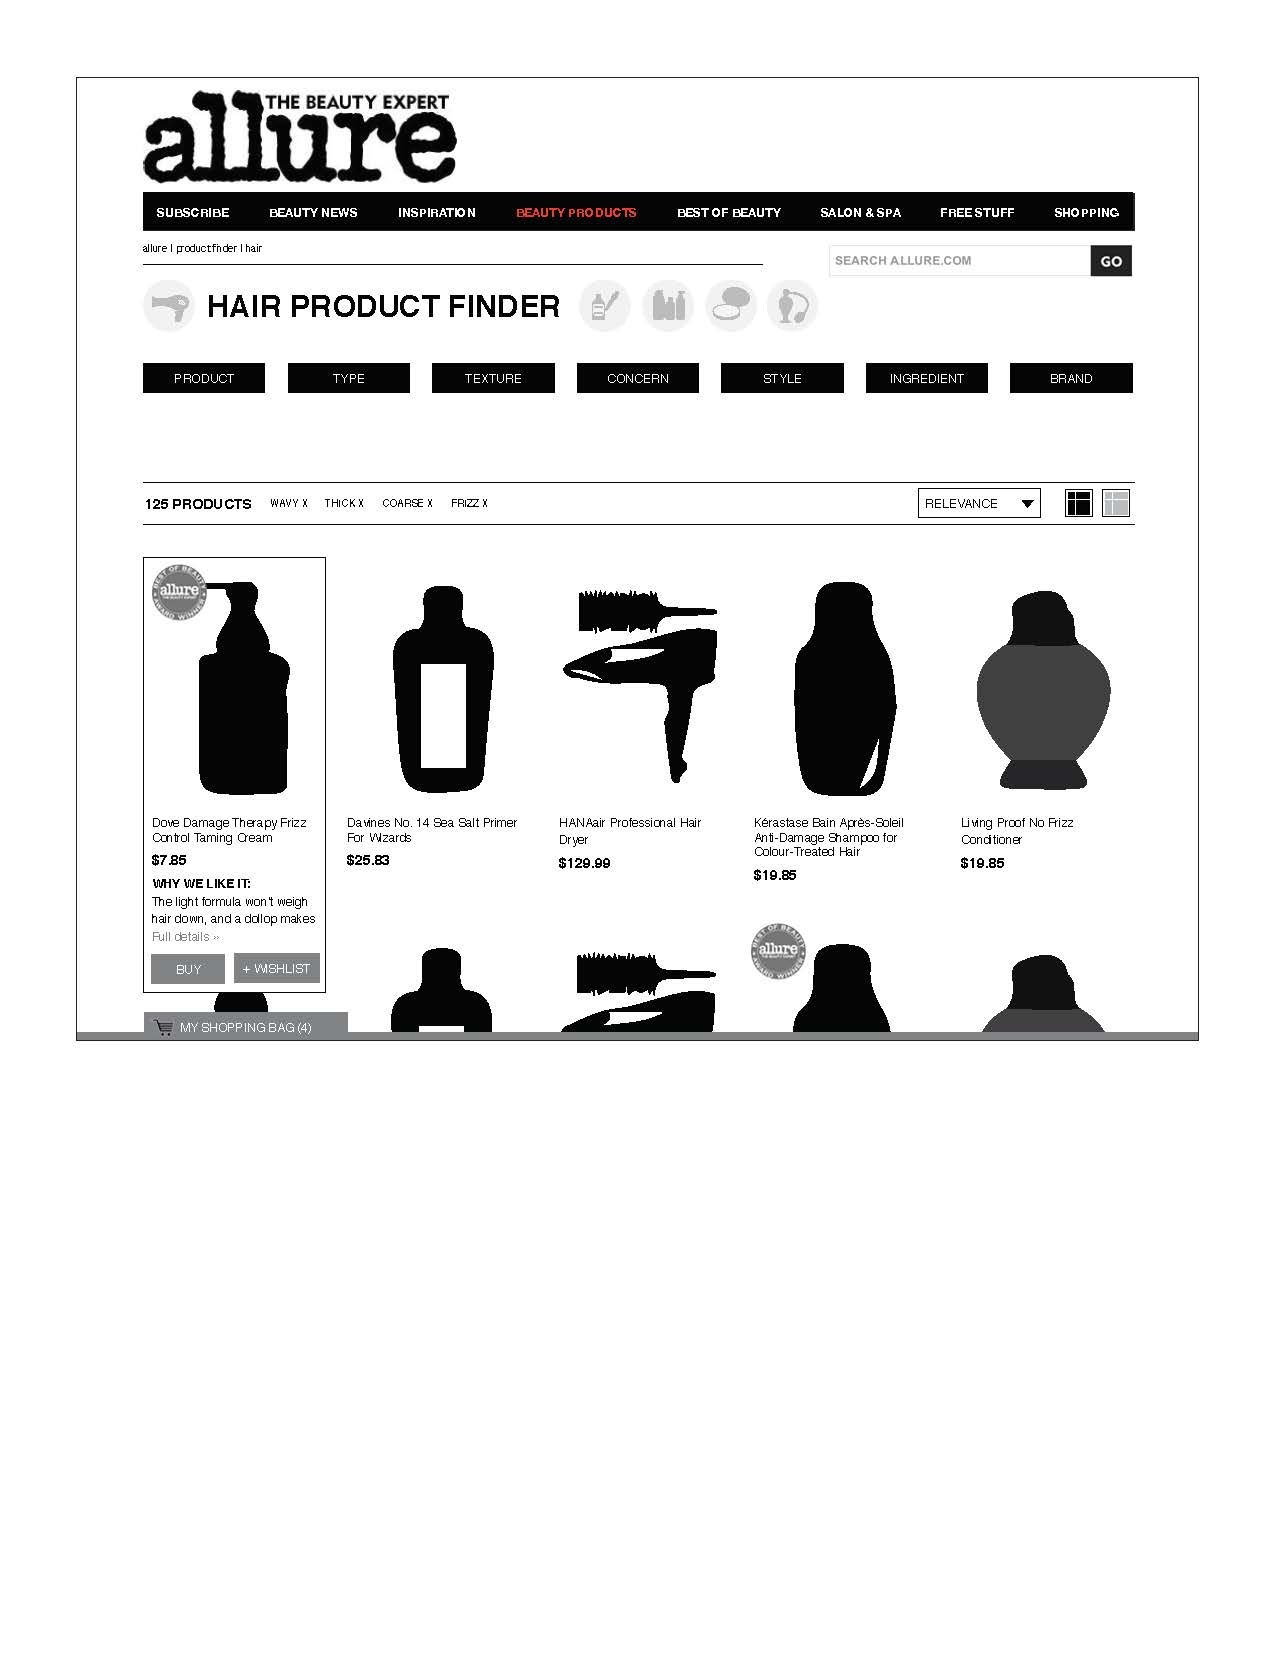 THE BEAUTY EXPERT
allure
SUBSCRIBE BEAUTY NEWS INSPIRATION BEAUTY PRODUCTS BEST OF BEAUTY SALON & SPA FREE STUFF SHOPPING
allure | product finder | hair
SEARCH ALLURE.COM GO
HAIR PRODUCT FINDER
PRODUCT TYPE TEXTURE CONCERN STYLE INGREDIENT BRAND
125 PRODUCTS WAVY X THICK X COARSE X FRIZZ X RELEVANCE
BEST OF BEAUTY
allure
THE BEAUTY EXPERT
AWARD WINNER
Dove Damage Therapy Frizz
Control Taming Cream
$7.85
WHY WE LIKE IT:
The light formula won't weigh
hair down, and a dollop makes
Full details »
BUY + WISHLIST
Davines No. 14 Sea Salt Primer
For Wizards
$25.83
HANAair Professional Hair
Dryer
$129.99
Kérastase Bain Après-Soleil
Anti-Damage Shampoo for
Colour-Treated Hair
$19.85
Living Proof No Frizz
Conditioner
$19.85
BEST OF BEAUTY
allure
THE BEAUTY EXPERT
AWARD WINNER
MY SHOPPING BAG (4)